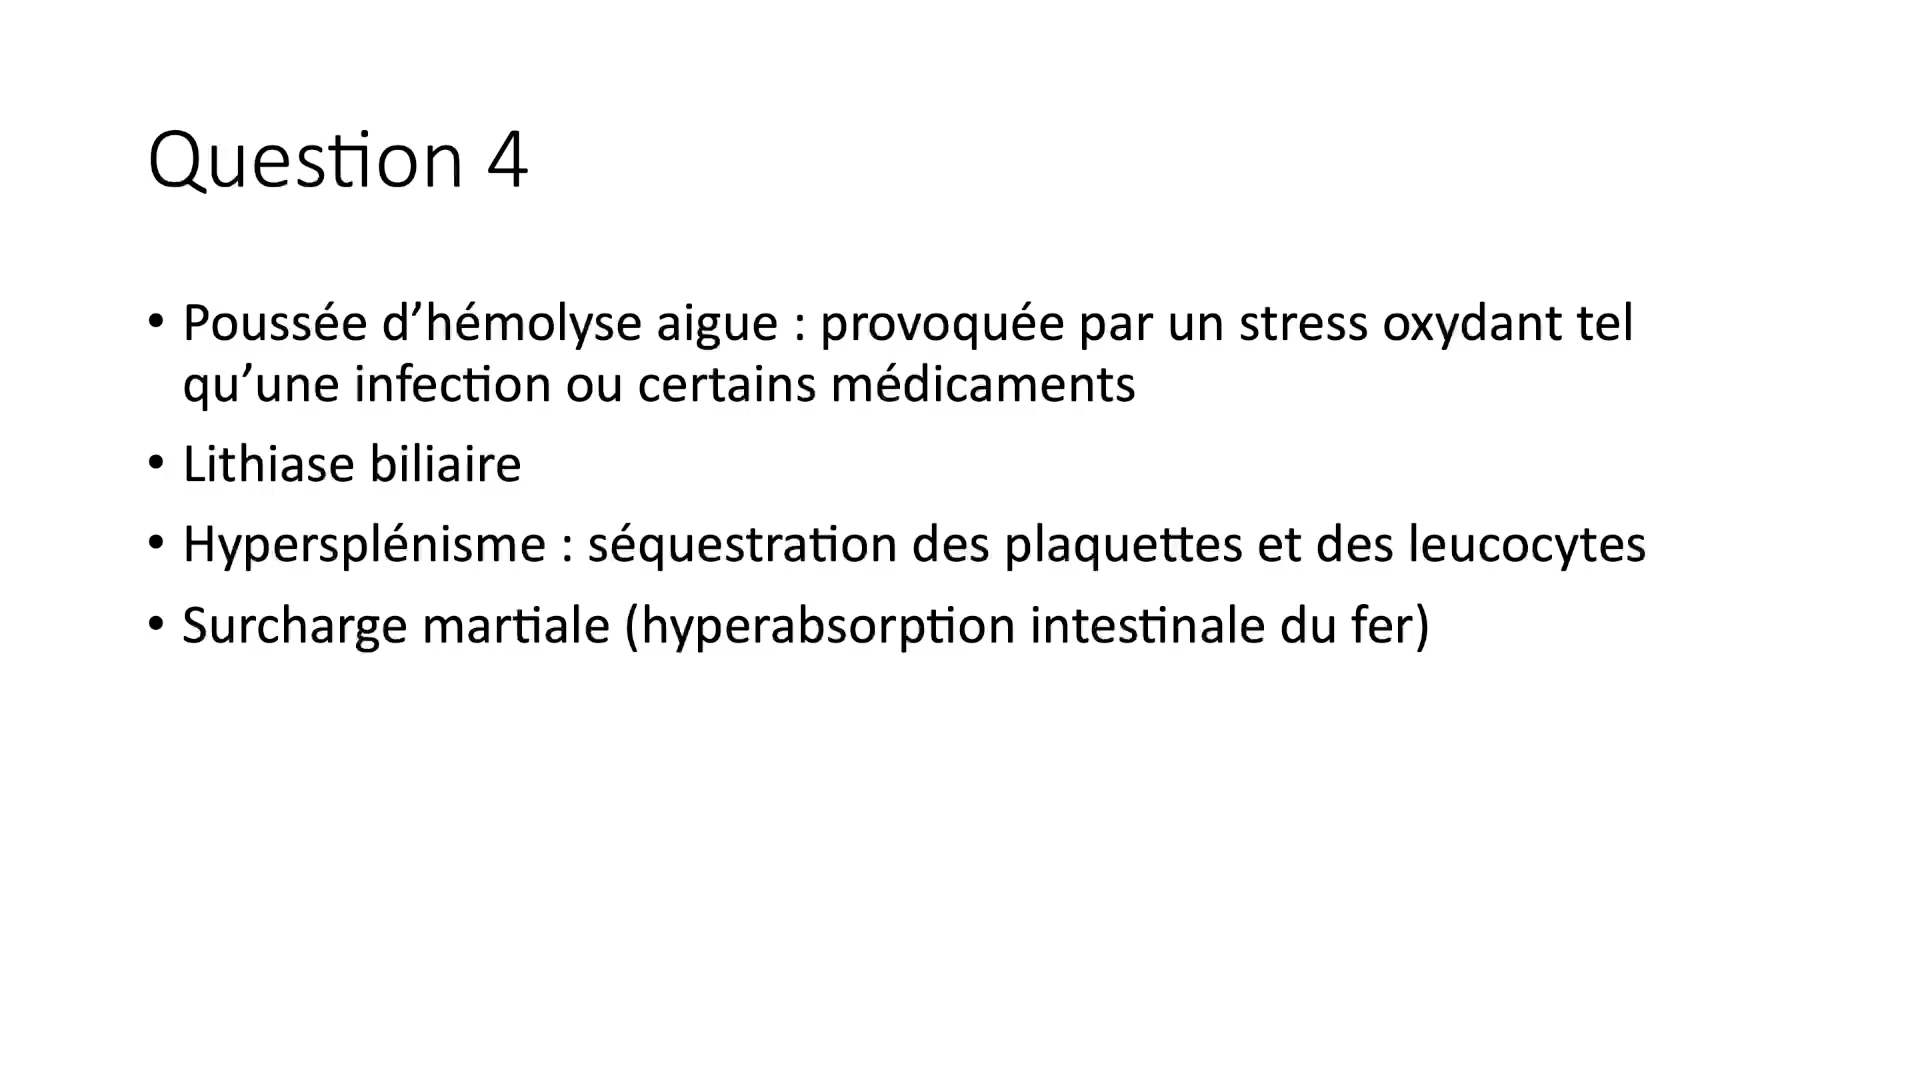 Question 4
• Poussée d’hémolyse aigue : provoquée par un stress oxydant tel
qu’une infection ou certains médicaments
• Lithiase biliaire
• Hypersplénisme : séquestration des plaquettes et des leucocytes
• Surcharge martiale (hyperabsorption intestinale du fer)